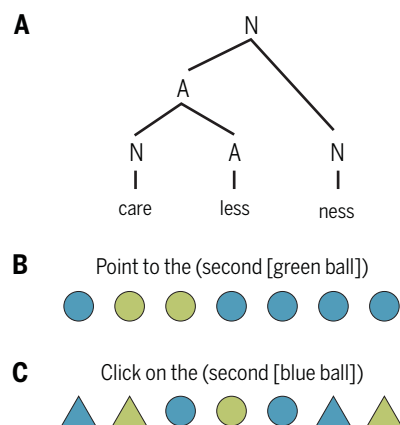 A
N
A
N A N
care less ness
B
Point to the (second [green ball])
C
Click on the (second [blue ball])